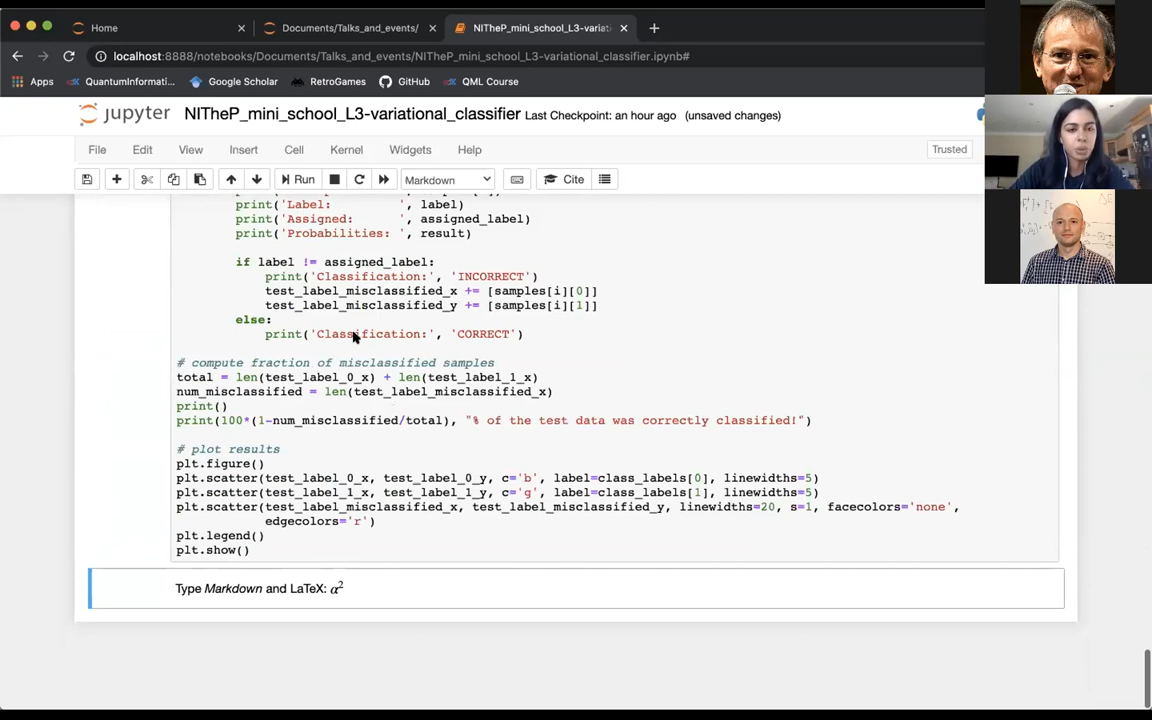 Home
Documents/Talks_and_events/
NITheP_mini_school_L3-variati
localhost:8888/notebooks/Documents/Talks_and_events/NITheP_mini_school_L3-variational_classifier.ipynb#
Apps QuantumInformati... Google Scholar RetroGames GitHub QML Course
jupyter NITheP_mini_school_L3-variational_classifier Last Checkpoint: an hour ago (unsaved changes)
File Edit View Insert Cell Kernel Widgets Help Trusted
Run Markdown Cite
print('Label: ', label)
print('Assigned: ', assigned_label)
print('Probabilities: ', result)
if label != assigned_label:
print('Classification:', 'INCORRECT')
test_label_misclassified_x += [samples[i][0]]
test_label_misclassified_y += [samples[i][1]]
else:
print('Classification:', 'CORRECT')
# compute fraction of misclassified samples
total = len(test_label_0_x) + len(test_label_1_x)
num_misclassified = len(test_label_misclassified_x)
print()
print(100*(1-num_misclassified/total), "% of the test data was correctly classified!")
# plot results
plt.figure()
plt.scatter(test_label_0_x, test_label_0_y, c='b', label=class_labels[0], linewidths=5)
plt.scatter(test_label_1_x, test_label_1_y, c='g', label=class_labels[1], linewidths=5)
plt.scatter(test_label_misclassified_x, test_label_misclassified_y, linewidths=20, s=1, facecolors='none',
edgecolors='r')
plt.legend()
plt.show()
Type Markdown and LaTeX: α²